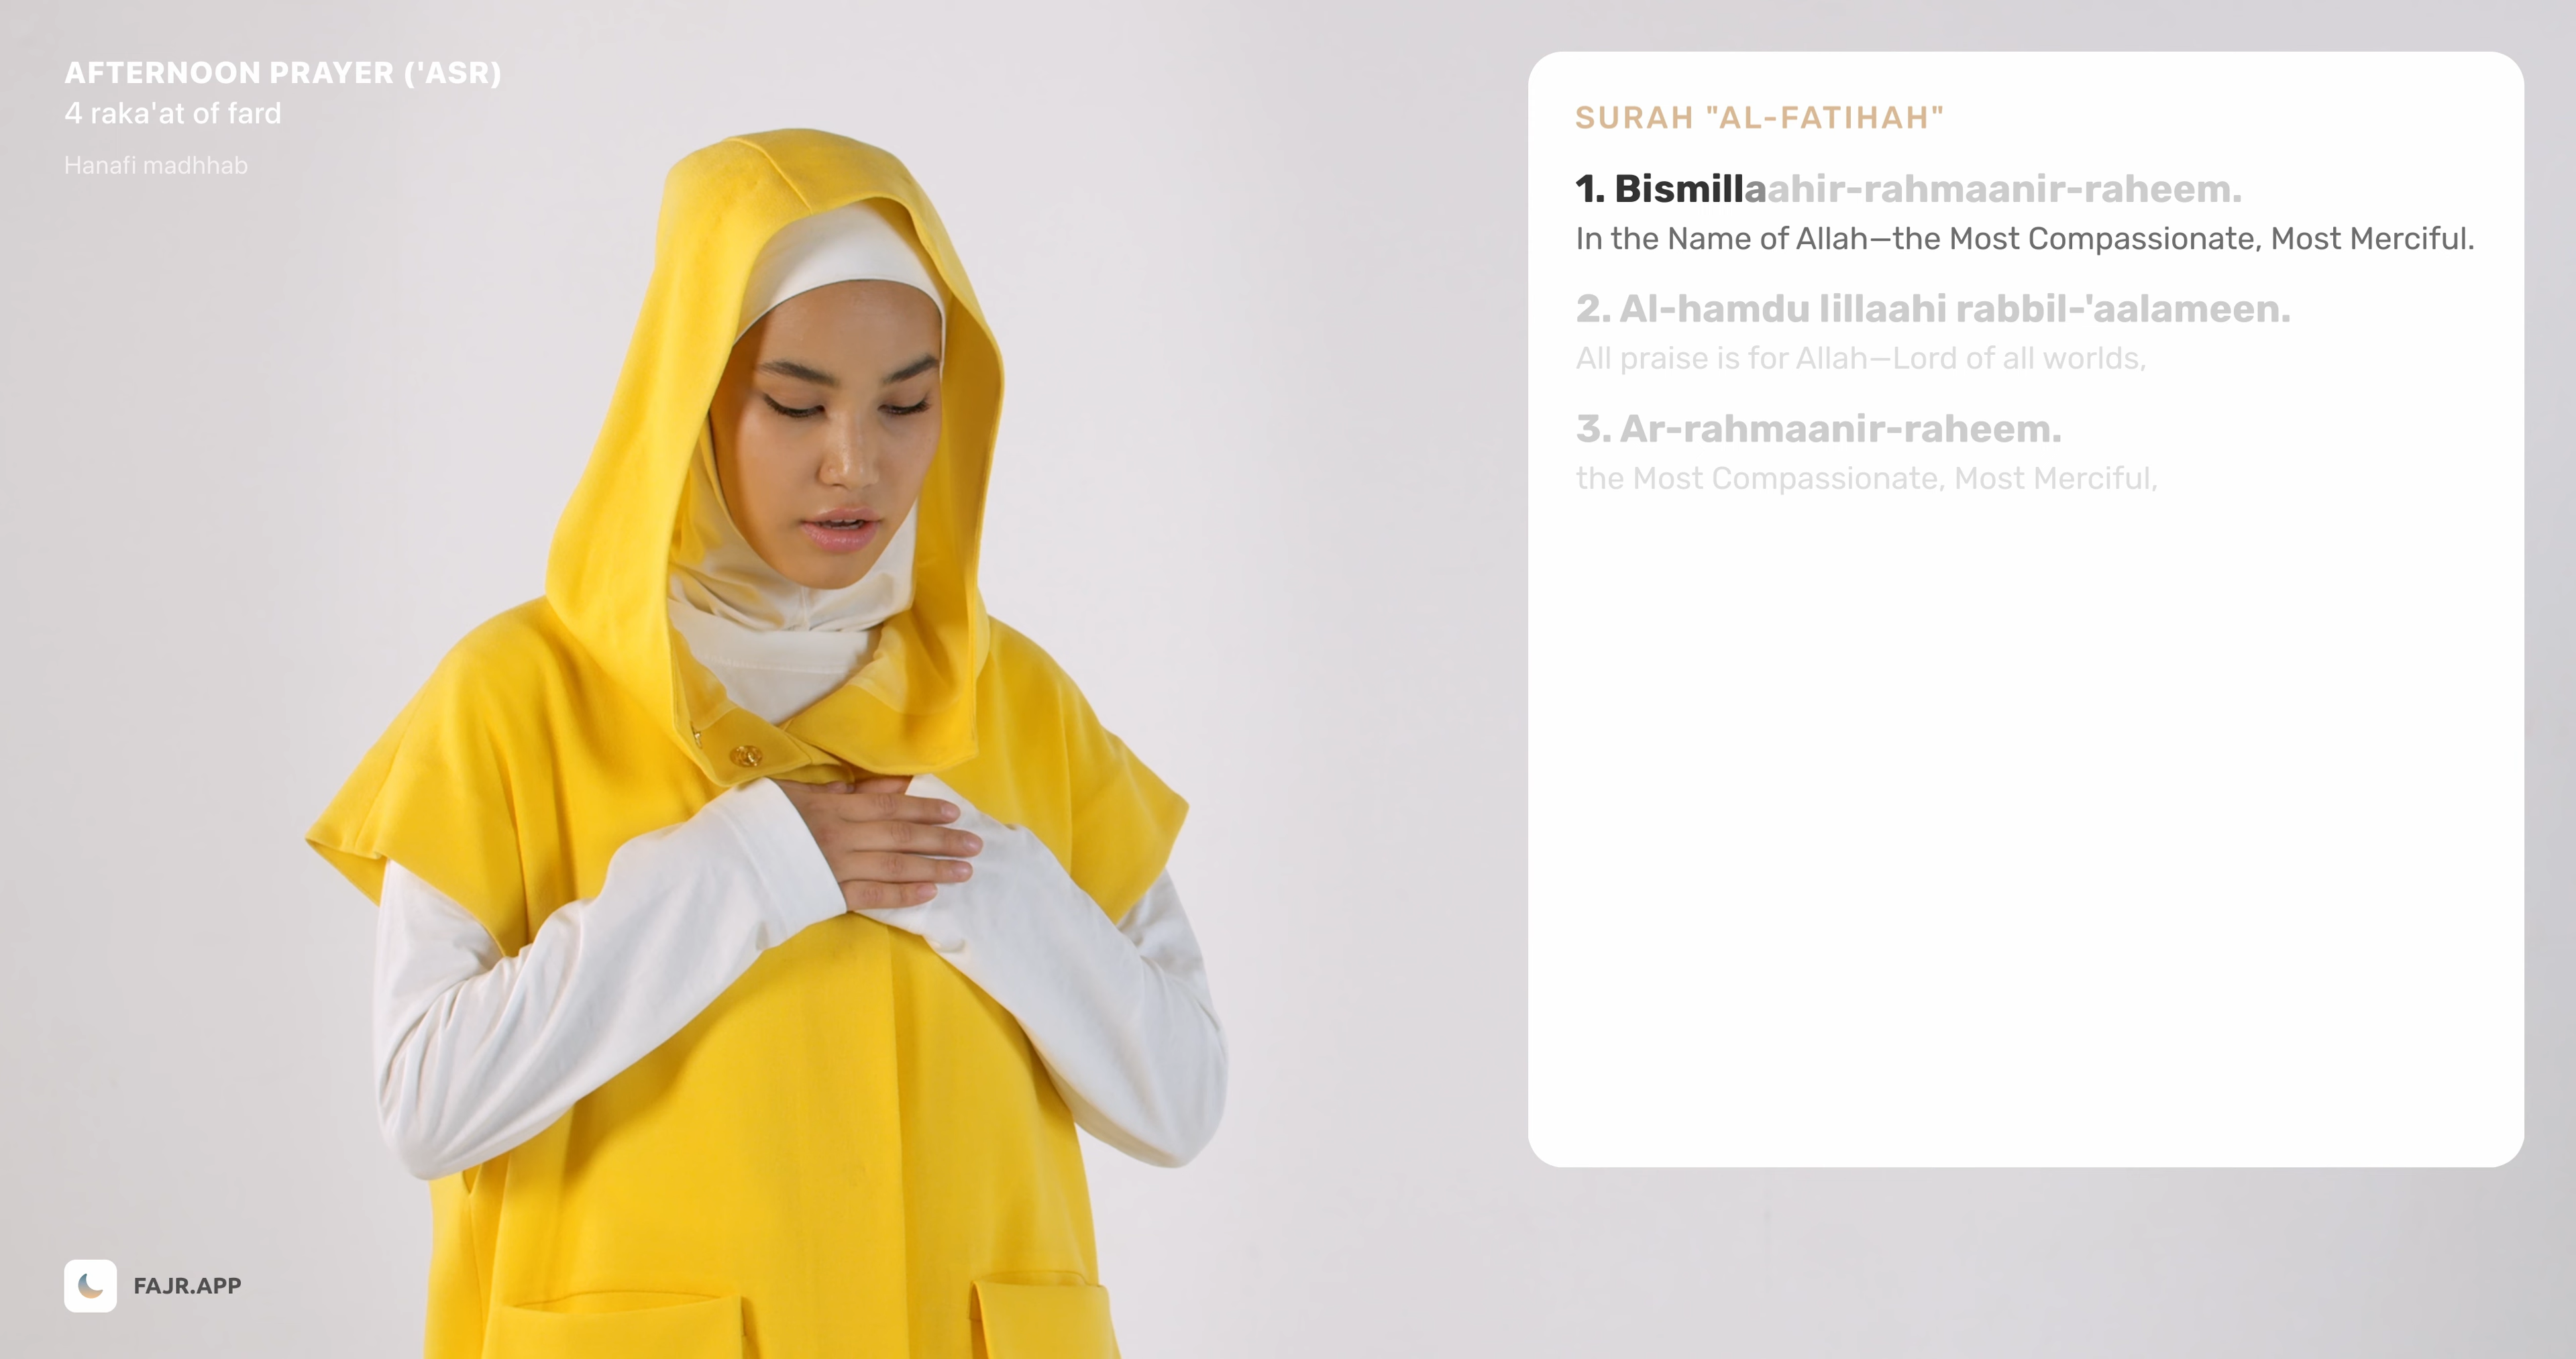 AFTERNOON PRAYER ('ASR)
4 raka'at of fard
Hanafi madhhab
SURAH "AL-FATIHAH"
1. Bismillaahir-rahmaanir-raheem.
In the Name of Allah—the Most Compassionate, Most Merciful.
2. Al-hamdu lillaahi rabbil-'aalameen.
All praise is for Allah—Lord of all worlds,
3. Ar-rahmaanir-raheem.
the Most Compassionate, Most Merciful,
FAJR.APP